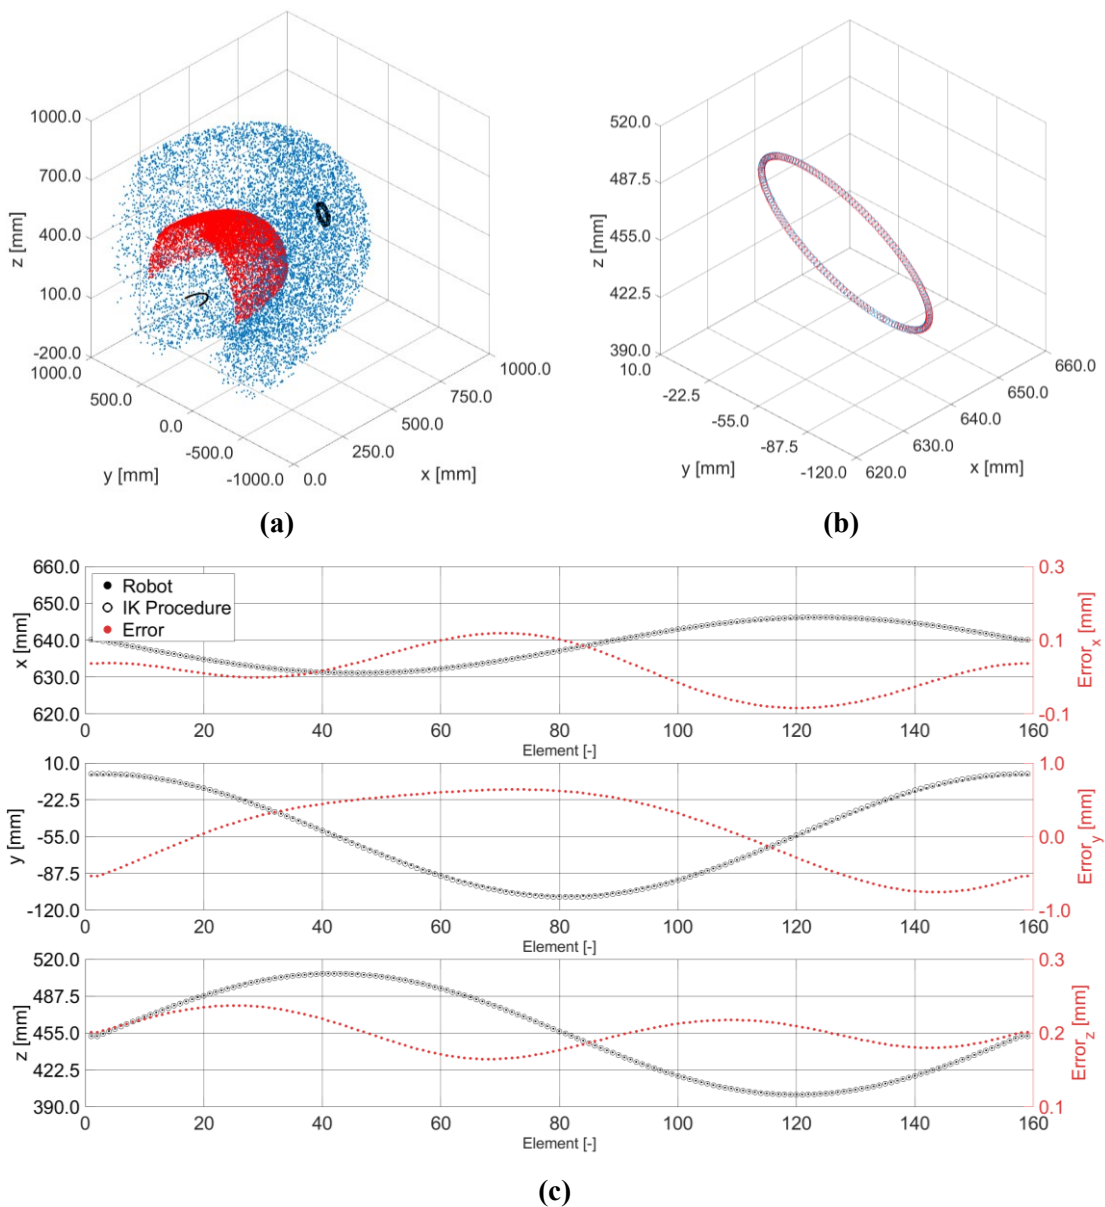 1000.0
700.0
400.0
100.0
-200.0
z [mm]
1000.0
500.0
0.0
-500.0
-1000.0
y [mm]
0.0
250.0
500.0
750.0
1000.0
x [mm]
(a)
520.0
487.5
455.0
422.5
390.0
z [mm]
10.0
-22.5
-55.0
-87.5
-120.0
y [mm]
620.0
630.0
640.0
650.0
660.0
x [mm]
(b)
660.0
650.0
640.0
630.0
620.0
x [mm]
Robot
IK Procedure
Error
0.3
0.1
-0.1
Error_x [mm]
0 20 40 60 80 100 120 140 160
Element [-]
10.0
-22.5
-55.0
-87.5
-120.0
y [mm]
1.0
0.0
-1.0
Error_y [mm]
0 20 40 60 80 100 120 140 160
Element [-]
520.0
487.5
455.0
422.5
390.0
z [mm]
0.3
0.2
0.1
Error_z [mm]
0 20 40 60 80 100 120 140 160
Element [-]
(c)